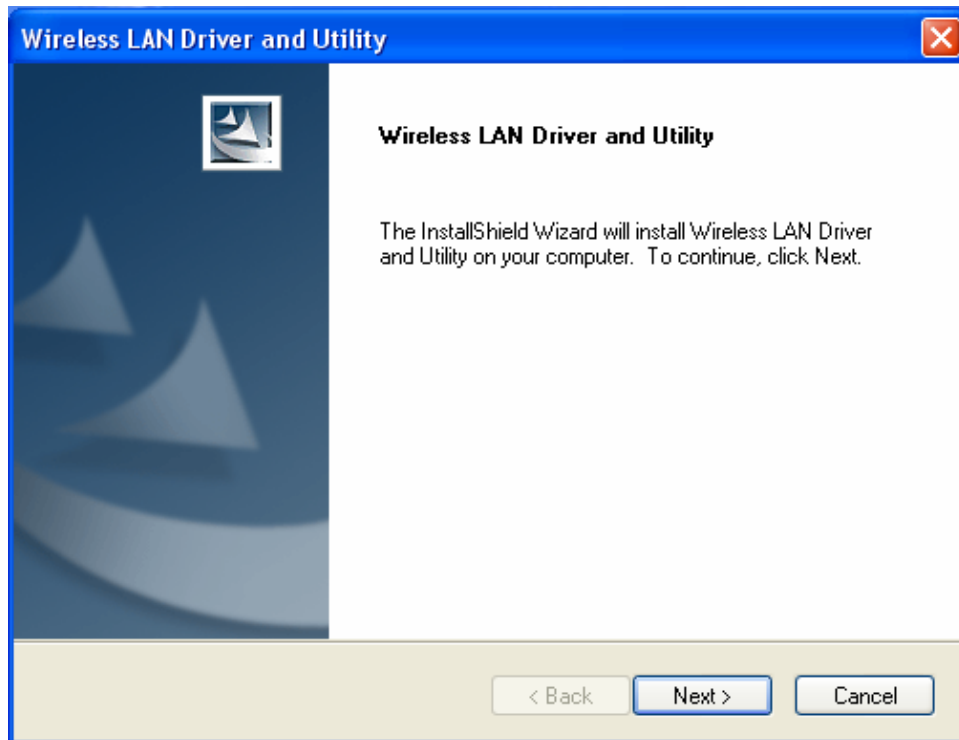 Wireless LAN Driver and Utility
Wireless LAN Driver and Utility
The InstallShield Wizard will install Wireless LAN Driver
and Utility on your computer.  To continue, click Next.
< Back
Next >
Cancel